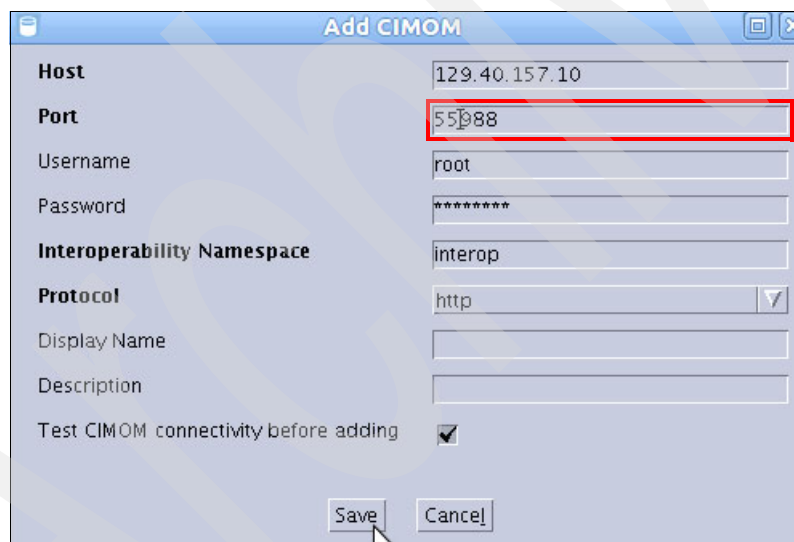 Add CIMOM
Host 129.40.157.10
Port 55988
Username root
Password ********
Interoperability Namespace interop
Protocol http
Display Name
Description
Test CIMOM connectivity before adding
Save Cancel